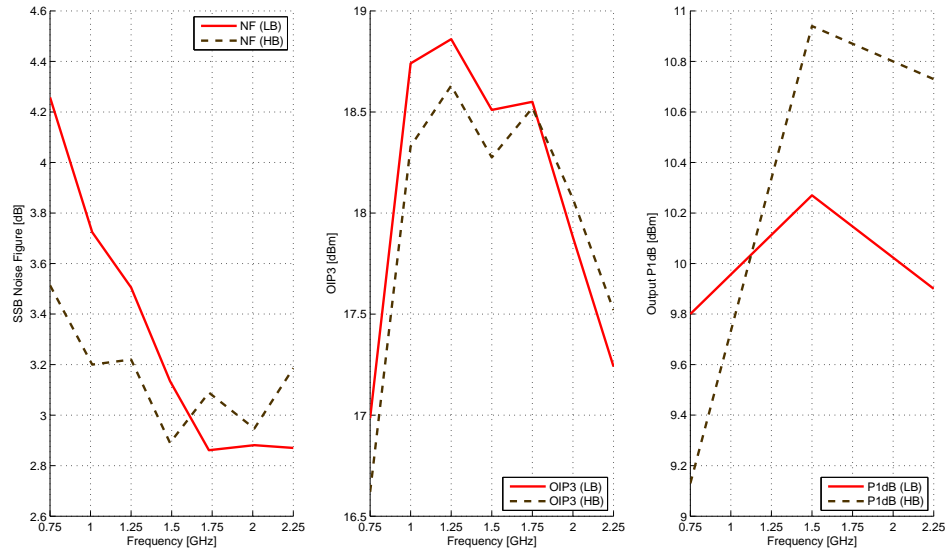 4.6
4.4
4.2
4
3.8
3.6
3.4
3.2
3
2.8
2.6
SSB Noise Figure [dB]
0.75 1 1.25 1.5 1.75 2 2.25
Frequency [GHz]
NF (LB)
NF (HB)
19
18.5
18
17.5
17
16.5
OIP3 [dBm]
0.75 1 1.25 1.5 1.75 2 2.25
Frequency [GHz]
OIP3 (LB)
OIP3 (HB)
11
10.8
10.6
10.4
10.2
10
9.8
9.6
9.4
9.2
9
Output P1dB [dBm]
0.75 1 1.25 1.5 1.75 2 2.25
Frequency [GHz]
P1dB (LB)
P1dB (HB)